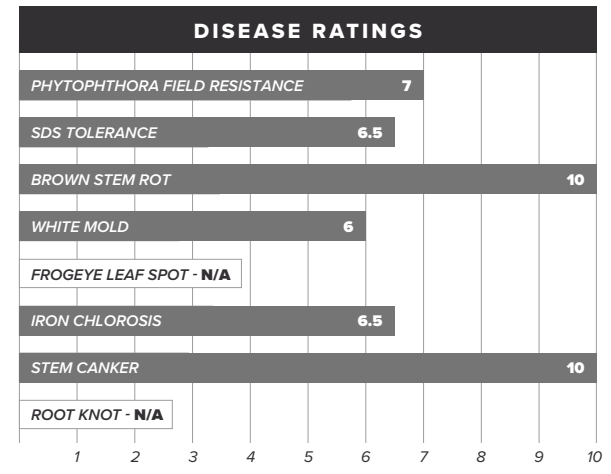 DISEASE RATINGS
PHYTOPHTHORA FIELD RESISTANCE 7
SDS TOLERANCE 6.5
BROWN STEM ROT 10
WHITE MOLD 6
FROGEYE LEAF SPOT - N/A
IRON CHLOROSIS 6.5
STEM CANKER 10
ROOT KNOT - N/A
1 2 3 4 5 6 7 8 9 10